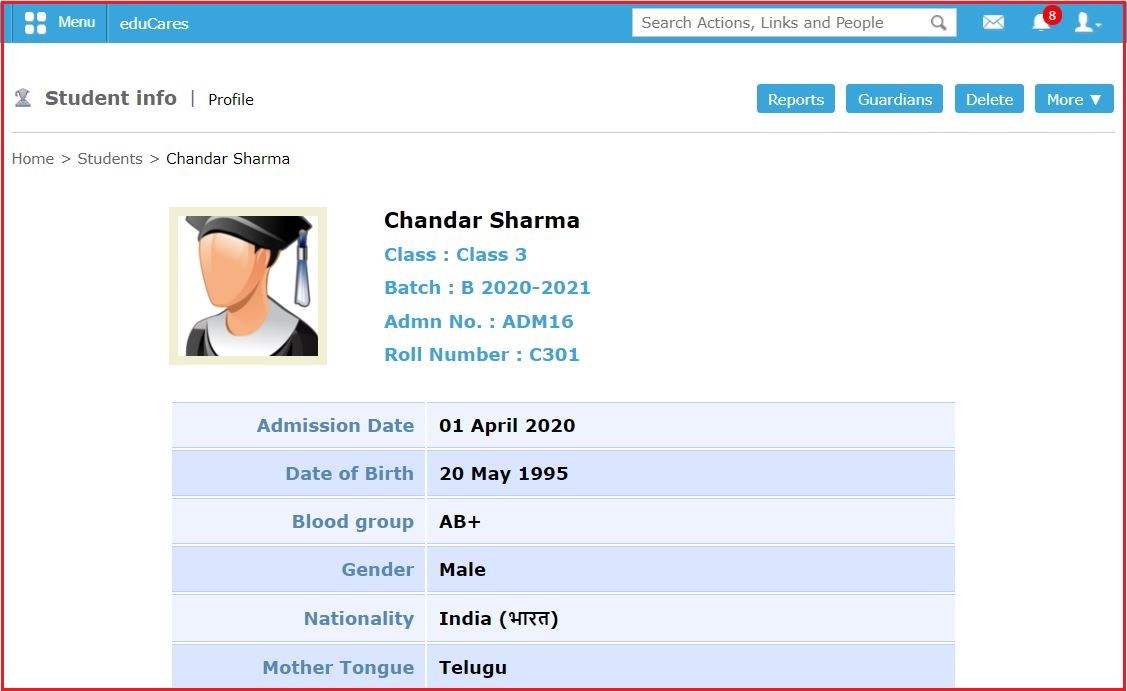 Menu eduCares Search Actions, Links and People 8
Student info | Profile Reports Guardians Delete More ▼
Home > Students > Chandar Sharma
Chandar Sharma
Class : Class 3
Batch : B 2020-2021
Admn No. : ADM16
Roll Number : C301
Admission Date 01 April 2020
Date of Birth 20 May 1995
Blood group AB+
Gender Male
Nationality India (भारत)
Mother Tongue Telugu